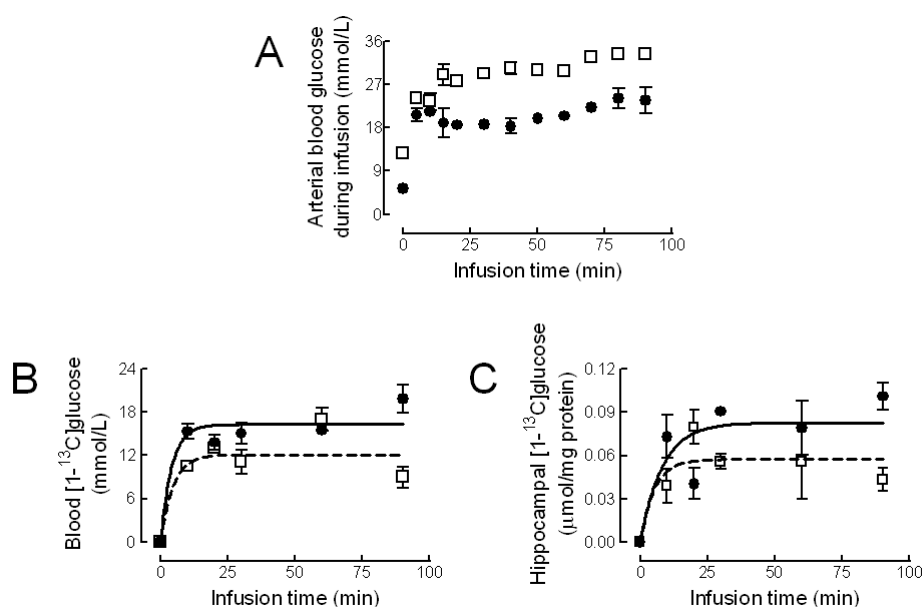 A
Arterial blood glucose
during infusion (mmol/L)
36
27
18
9
0
0
25
50
75
100
Infusion time (min)
B
Blood [1-¹³C]glucose
(mmol/L)
24
18
12
6
0
0
25
50
75
100
Infusion time (min)
C
Hippocampal [1-¹³C]glucose
(μmol/mg protein)
0.12
0.09
0.06
0.03
0.00
0
25
50
75
100
Infusion time (min)